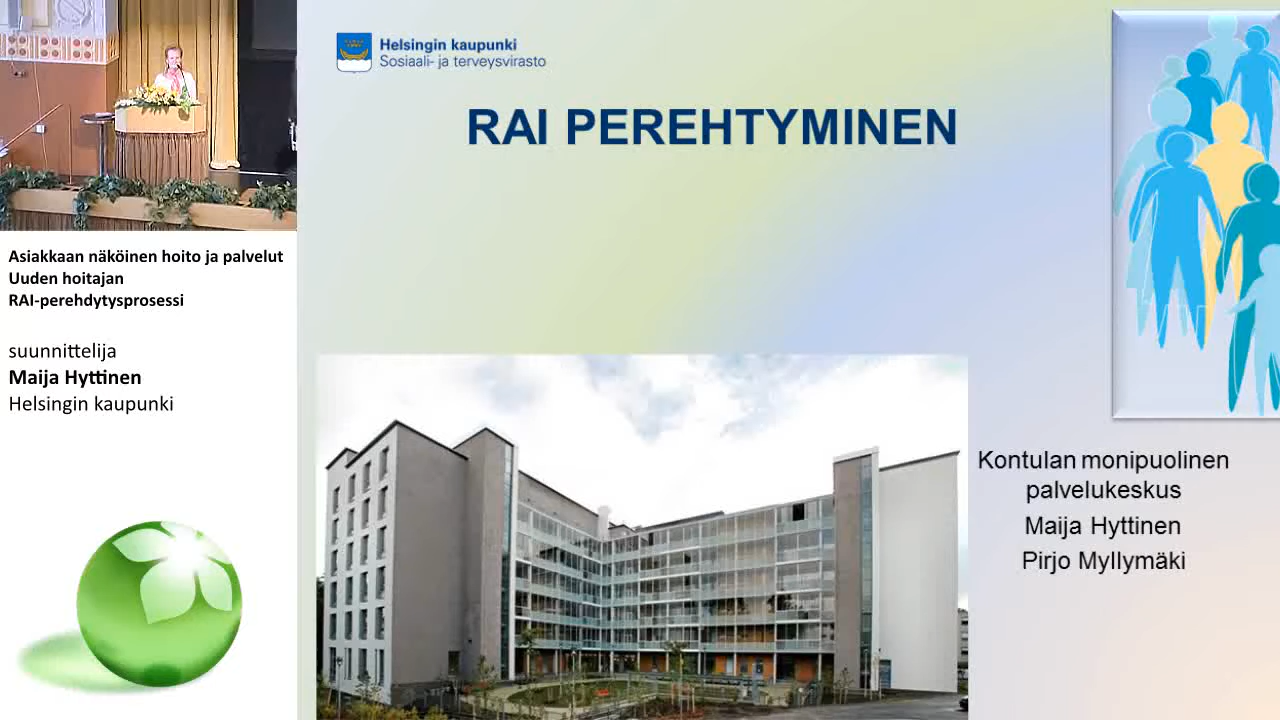 Asiakkaan näköinen hoito ja palvelut
Uuden hoitajan
RAI-perehdytysprosessi
suunnittelija
Maija Hyttinen
Helsingin kaupunki
Helsingin kaupunki
Sosiaali- ja terveysvirasto
RAI PEREHTYMINEN
Kontulan monipuolinen
palvelukeskus
Maija Hyttinen
Pirjo Myllymäki